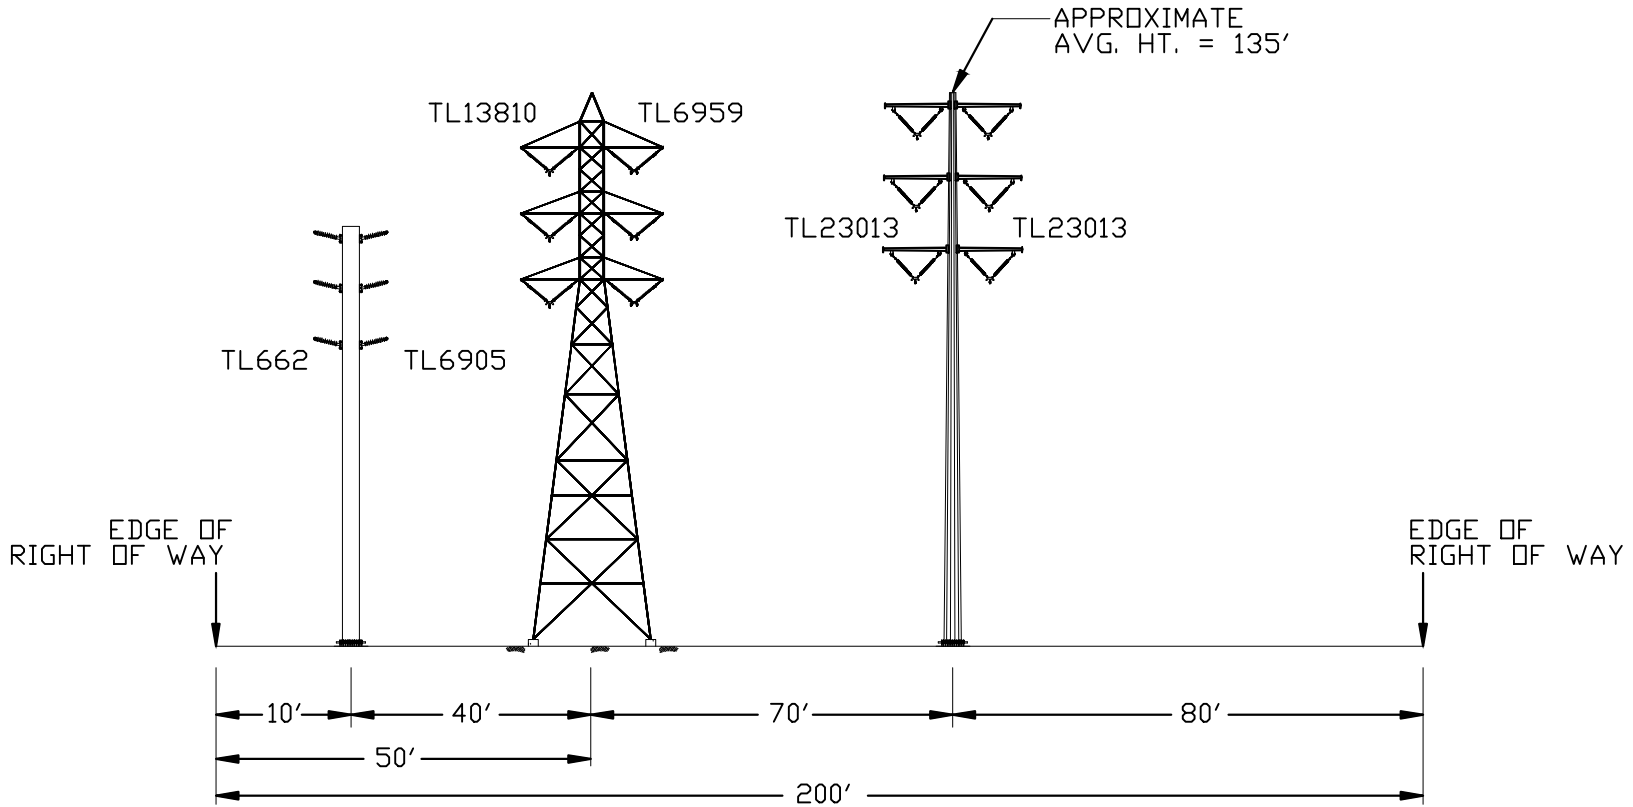 APPROXIMATE
AVG. HT. = 135'
TL13810
TL6959
TL23013
TL23013
TL662
TL6905
EDGE OF
RIGHT OF WAY
EDGE OF
RIGHT OF WAY
10'
40'
70'
80'
50'
200'